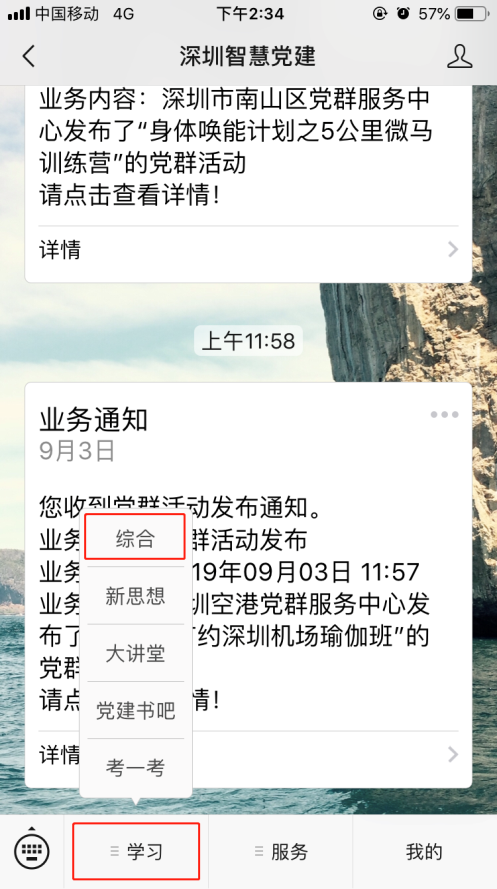 中国移动 4G 下午2:34 57%
深圳智慧党建
业务内容：深圳市南山区党群服务中
心发布了“身体唤能计划之5公里微马
训练营”的党群活动
请点击查看详情！
详情
上午11:58
业务通知
9月3日
您收到党群活动发布通知。
业务 群活动发布
业务 19年09月03日 11:57
业务 圳空港党群服务中心发
布了 约深圳机场瑜伽班”的
党群
请点 情！
详情
综合
新思想
大讲堂
党建书吧
考一考
学习 服务 我的